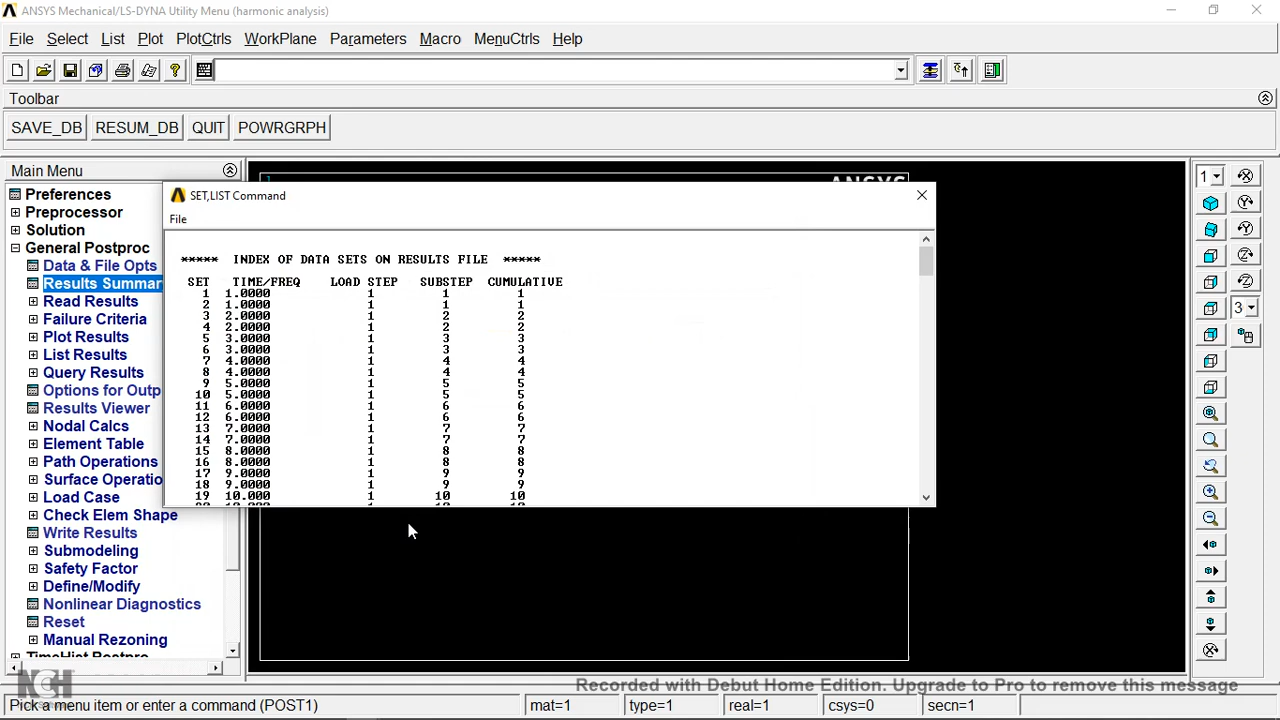 ANSYS Mechanical/LS-DYNA Utility Menu (harmonic analysis)
File Select List Plot PlotCtrls WorkPlane Parameters Macro MenuCtrls Help
Toolbar
SAVE_DB RESUM_DB QUIT POWRGRPH
Main Menu
Preferences
Preprocessor
Solution
General Postproc
Data & File Opts
Results Summar
Read Results
Failure Criteria
Plot Results
List Results
Query Results
Options for Outp
Results Viewer
Nodal Calcs
Element Table
Path Operations
Surface Operatio
Load Case
Check Elem Shape
Write Results
Submodeling
Safety Factor
Define/Modify
Nonlinear Diagnostics
Reset
Manual Rezoning
TimeHist Postpro
1
ANSYS
SET,LIST Command
File
***** INDEX OF DATA SETS ON RESULTS FILE *****
SET TIME/FREQ LOAD STEP SUBSTEP CUMULATIVE
1 1.0000 1 1 1
2 1.0000 1 1 1
3 2.0000 1 2 2
4 2.0000 1 2 2
5 3.0000 1 3 3
6 3.0000 1 3 3
7 4.0000 1 4 4
8 4.0000 1 4 4
9 5.0000 1 5 5
10 5.0000 1 5 5
11 6.0000 1 6 6
12 6.0000 1 6 6
13 7.0000 1 7 7
14 7.0000 1 7 7
15 8.0000 1 8 8
16 8.0000 1 8 8
17 9.0000 1 9 9
18 9.0000 1 9 9
19 10.000 1 10 10
1
3
NCH
Recorded with Debut Home Edition. Upgrade to Pro to remove this message
Pick a menu item or enter a command (POST1) mat=1 type=1 real=1 csys=0 secn=1